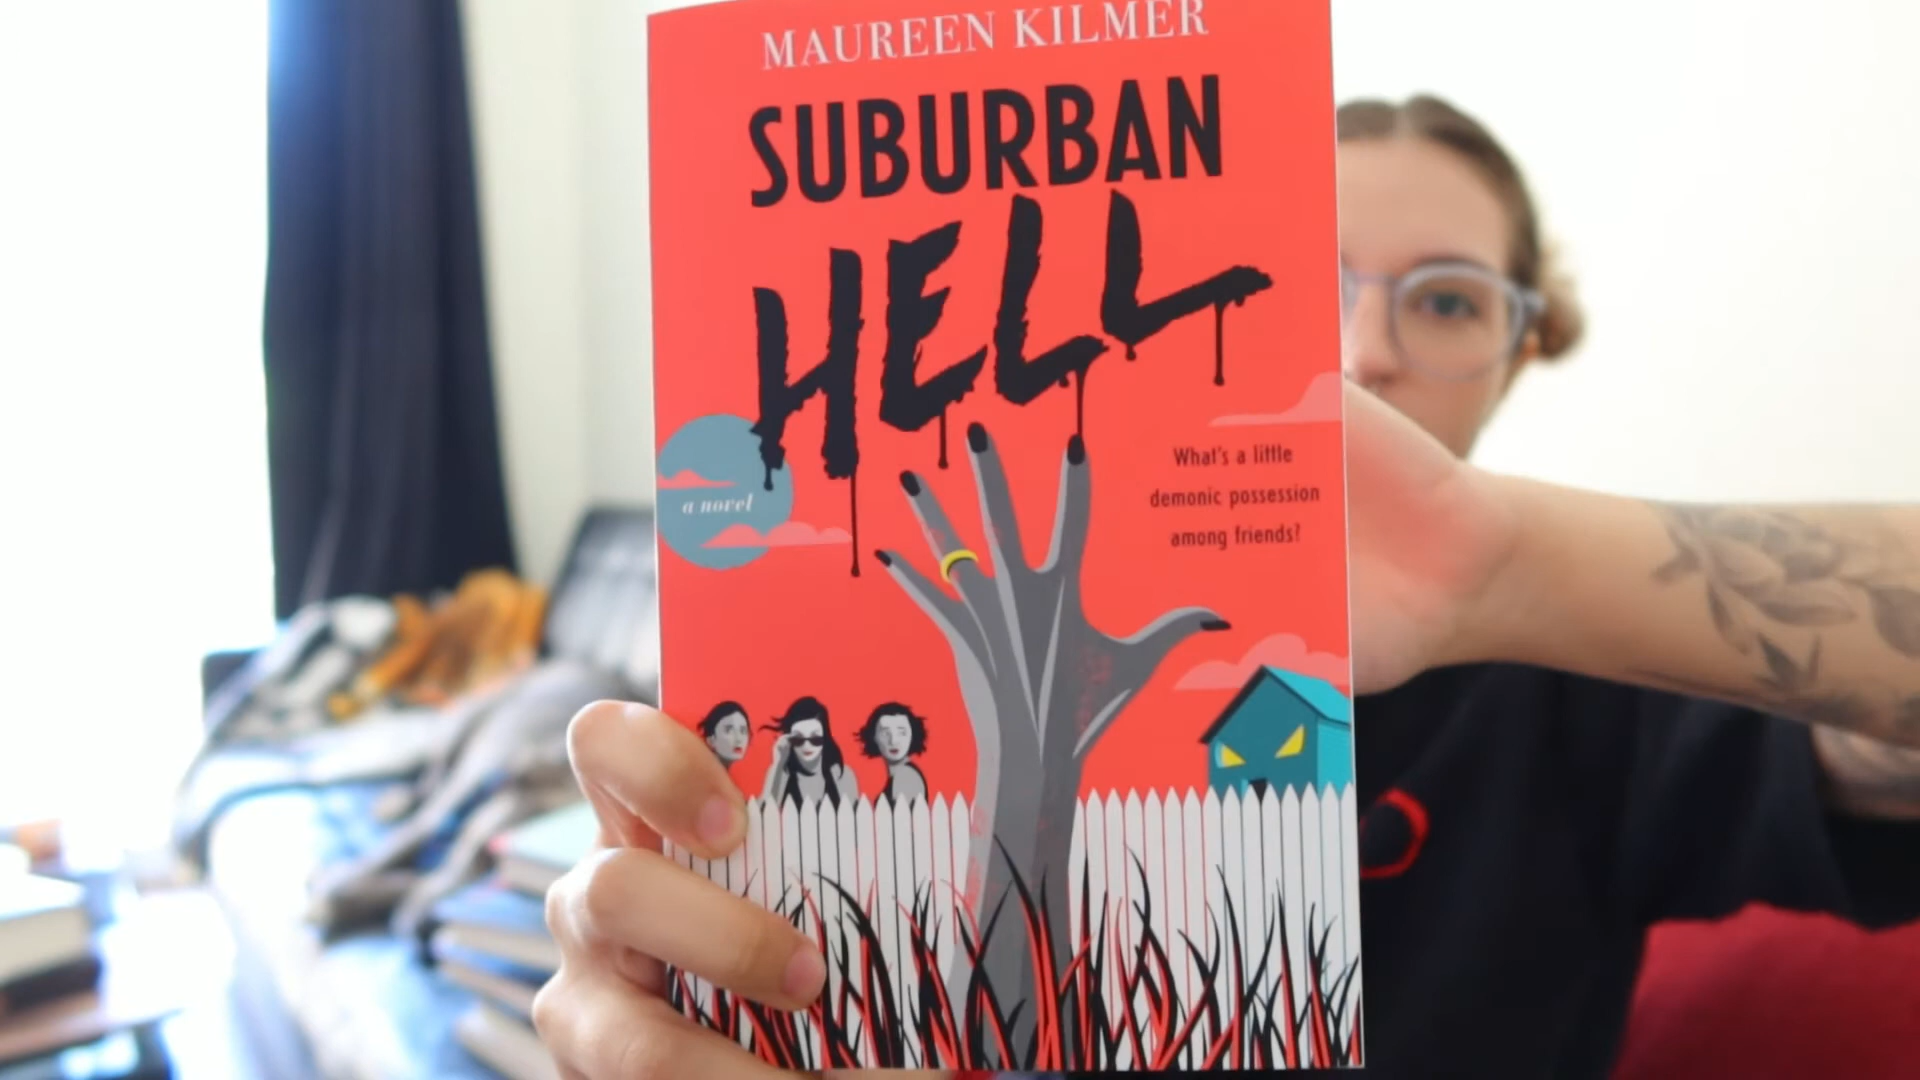 MAUREEN KILMER
SUBURBAN
HELL
a novel
What's a little
demonic possession
among friends?